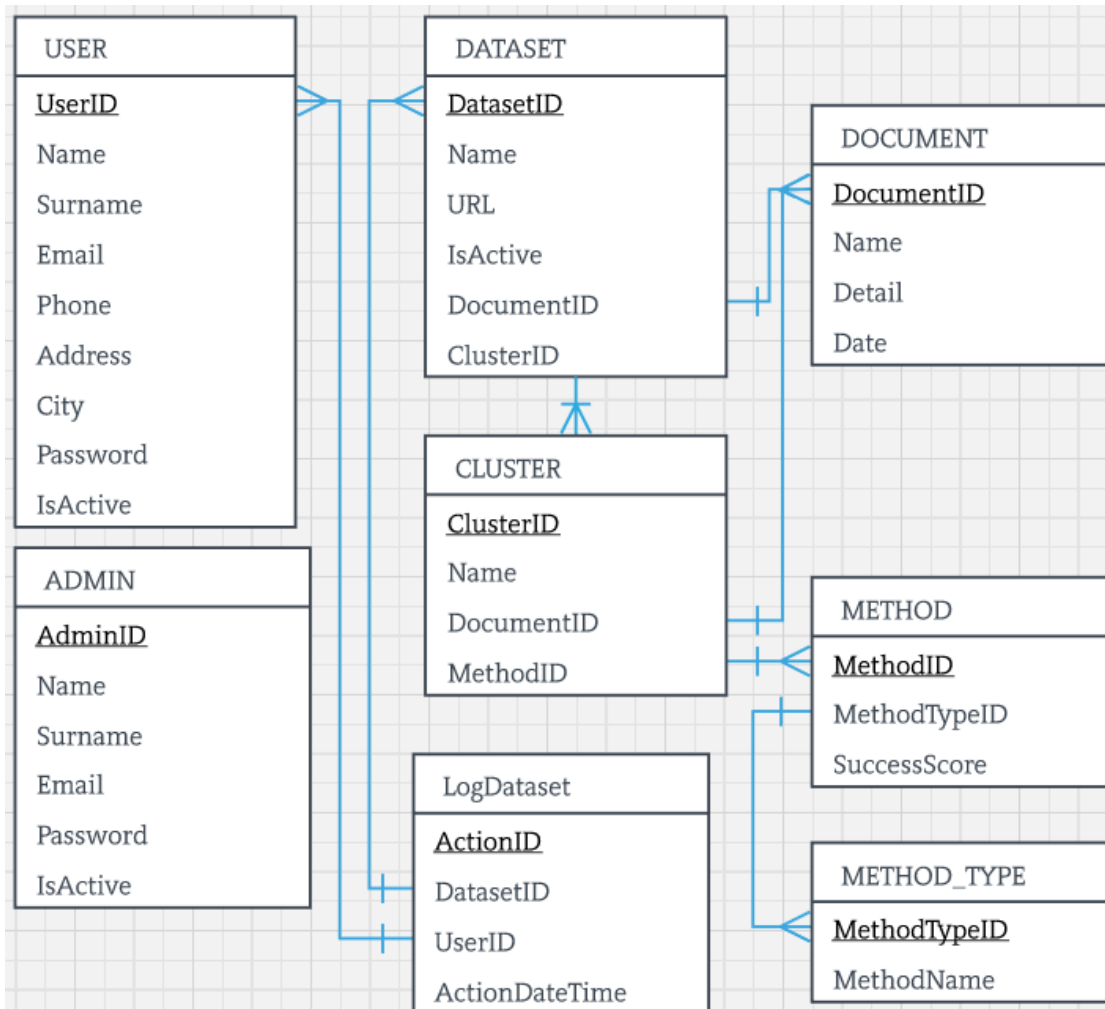 USER
UserID
Name
Surname
Email
Phone
Address
City
Password
IsActive
ADMIN
AdminID
Name
Surname
Email
Password
IsActive
DATASET
DatasetID
Name
URL
IsActive
DocumentID
ClusterID
CLUSTER
ClusterID
Name
DocumentID
MethodID
LogDataset
ActionID
DatasetID
UserID
ActionDateTime
DOCUMENT
DocumentID
Name
Detail
Date
METHOD
MethodID
MethodTypeID
SuccessScore
METHOD_TYPE
MethodTypeID
MethodName